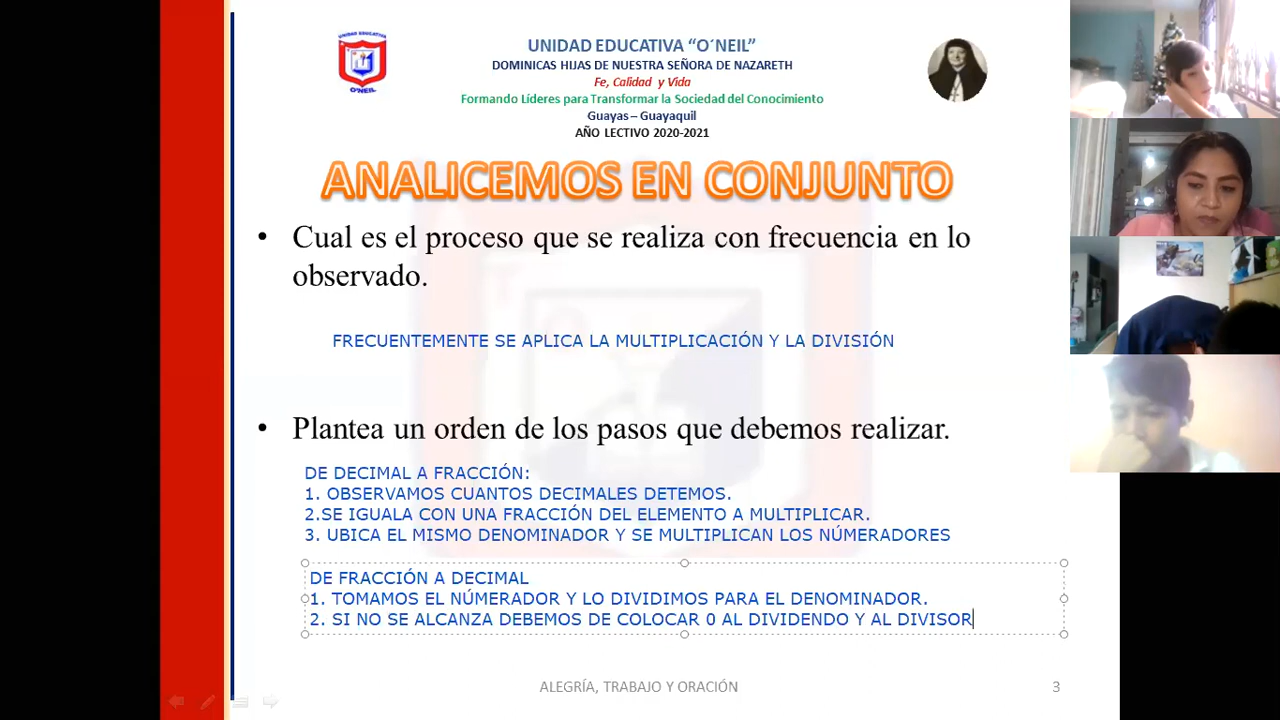 UNIDAD EDUCATIVA
O´NEIL
UNIDAD EDUCATIVA “O´NEIL”
DOMINICAS HIJAS DE NUESTRA SEÑORA DE NAZARETH
Fe, Calidad y Vida
Formando Líderes para Transformar la Sociedad del Conocimiento
Guayas – Guayaquil
AÑO LECTIVO 2020-2021
ANALICEMOS EN CONJUNTO
• Cual es el proceso que se realiza con frecuencia en lo
observado.
FRECUENTEMENTE SE APLICA LA MULTIPLICACIÓN Y LA DIVISIÓN
• Plantea un orden de los pasos que debemos realizar.
DE DECIMAL A FRACCIÓN:
1. OBSERVAMOS CUANTOS DECIMALES DETEMOS.
2.SE IGUALA CON UNA FRACCIÓN DEL ELEMENTO A MULTIPLICAR.
3. UBICA EL MISMO DENOMINADOR Y SE MULTIPLICAN LOS NÚMERADORES
DE FRACCIÓN A DECIMAL
1. TOMAMOS EL NÚMERADOR Y LO DIVIDIMOS PARA EL DENOMINADOR.
2. SI NO SE ALCANZA DEBEMOS DE COLOCAR 0 AL DIVIDENDO Y AL DIVISOR
ALEGRÍA, TRABAJO Y ORACIÓN
3